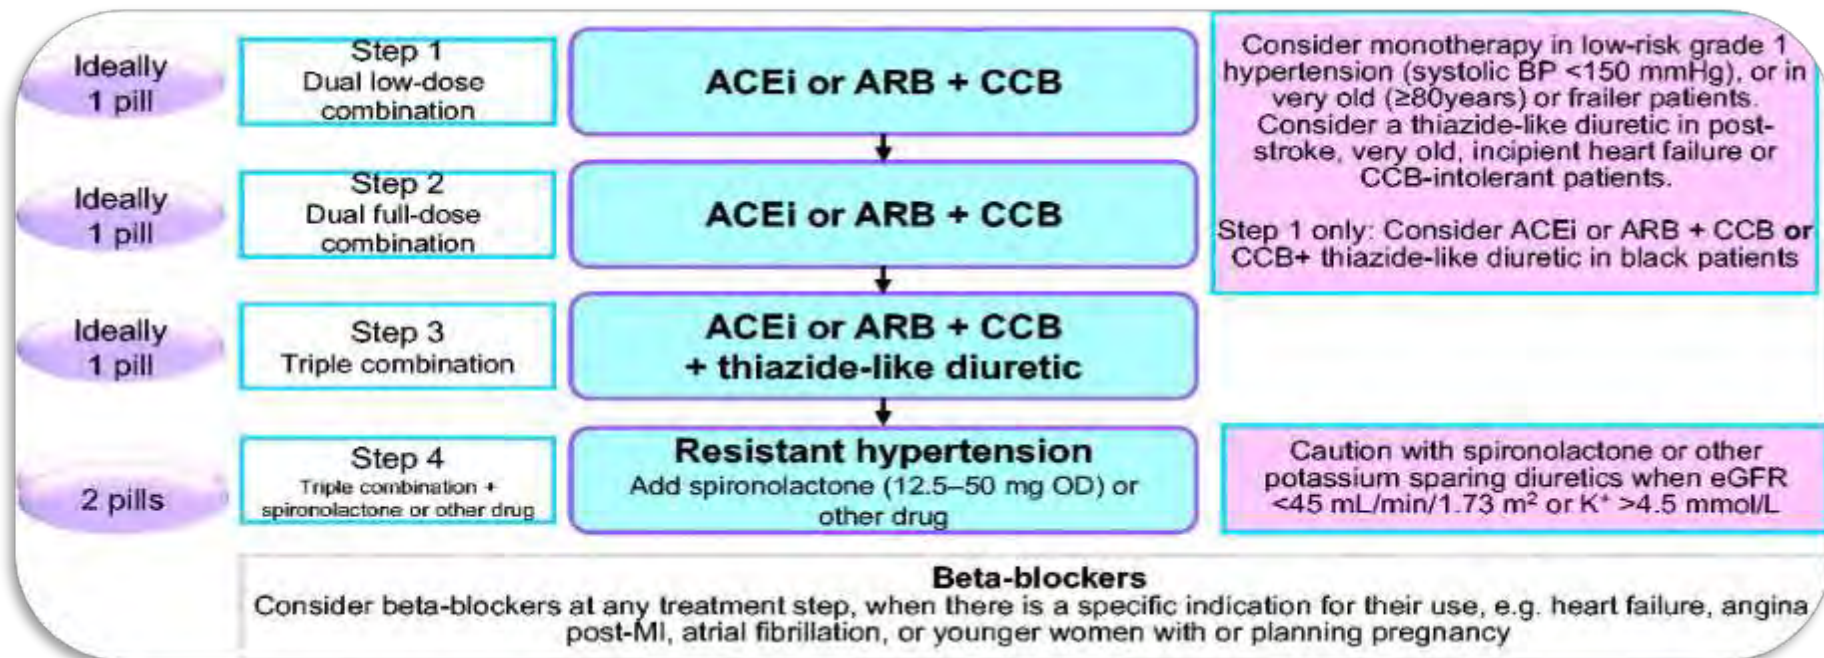 Ideally
1 pill
Step 1
Dual low-dose
combination
ACEi or ARB + CCB
Consider monotherapy in low-risk grade 1
hypertension (systolic BP <150 mmHg), or in
very old (≥80years) or frailer patients.
Consider a thiazide-like diuretic in post-
stroke, very old, incipient heart failure or
CCB-intolerant patients.
Step 1 only: Consider ACEi or ARB + CCB or
CCB+ thiazide-like diuretic in black patients
Ideally
1 pill
Step 2
Dual full-dose
combination
ACEi or ARB + CCB
Ideally
1 pill
Step 3
Triple combination
ACEi or ARB + CCB
+ thiazide-like diuretic
2 pills
Step 4
Triple combination +
spironolactone or other drug
Resistant hypertension
Add spironolactone (12.5–50 mg OD) or
other drug
Caution with spironolactone or other
potassium sparing diuretics when eGFR
<45 mL/min/1.73 m² or K⁺ >4.5 mmol/L
Beta-blockers
Consider beta-blockers at any treatment step, when there is a specific indication for their use, e.g. heart failure, angina
post-MI, atrial fibrillation, or younger women with or planning pregnancy